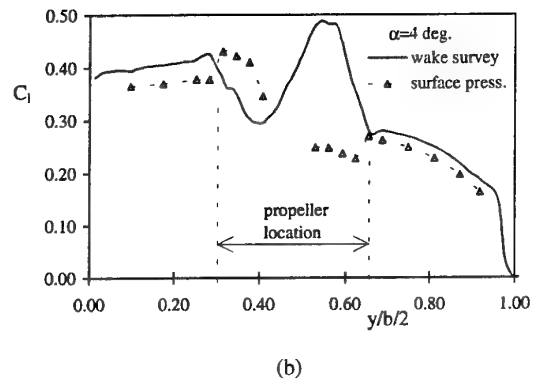 0.50
0.40
0.30
0.20
0.10
0.00
C_l
α=4 deg.
wake survey
surface press.
propeller
location
0.00 0.20 0.40 0.60 0.80 1.00
y/b/2
(b)